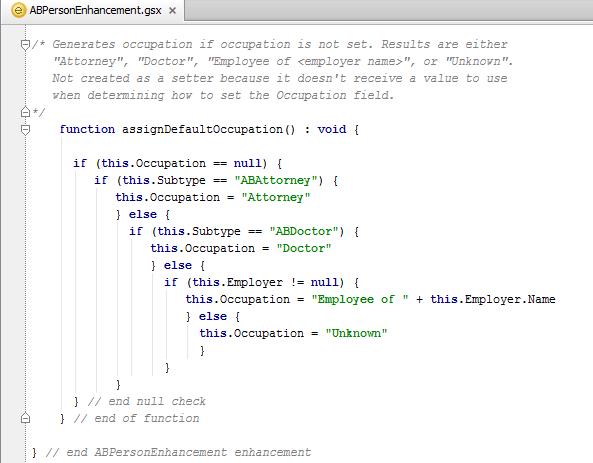 ABPersonEnhancement.gsx
/* Generates occupation if occupation is not set. Results are either
"Attorney", "Doctor", "Employee of <employer name>", or "Unknown".
Not created as a setter because it doesn't receive a value to use
when determining how to set the Occupation field.
*/
function assignDefaultOccupation() : void {
if (this.Occupation == null) {
if (this.Subtype == "ABAttorney") {
this.Occupation = "Attorney"
} else {
if (this.Subtype == "ABDoctor") {
this.Occupation = "Doctor"
} else {
if (this.Employer != null) {
this.Occupation = "Employee of " + this.Employer.Name
} else {
this.Occupation = "Unknown"
}
}
}
} // end null check
} // end of function
} // end ABPersonEnhancement enhancement